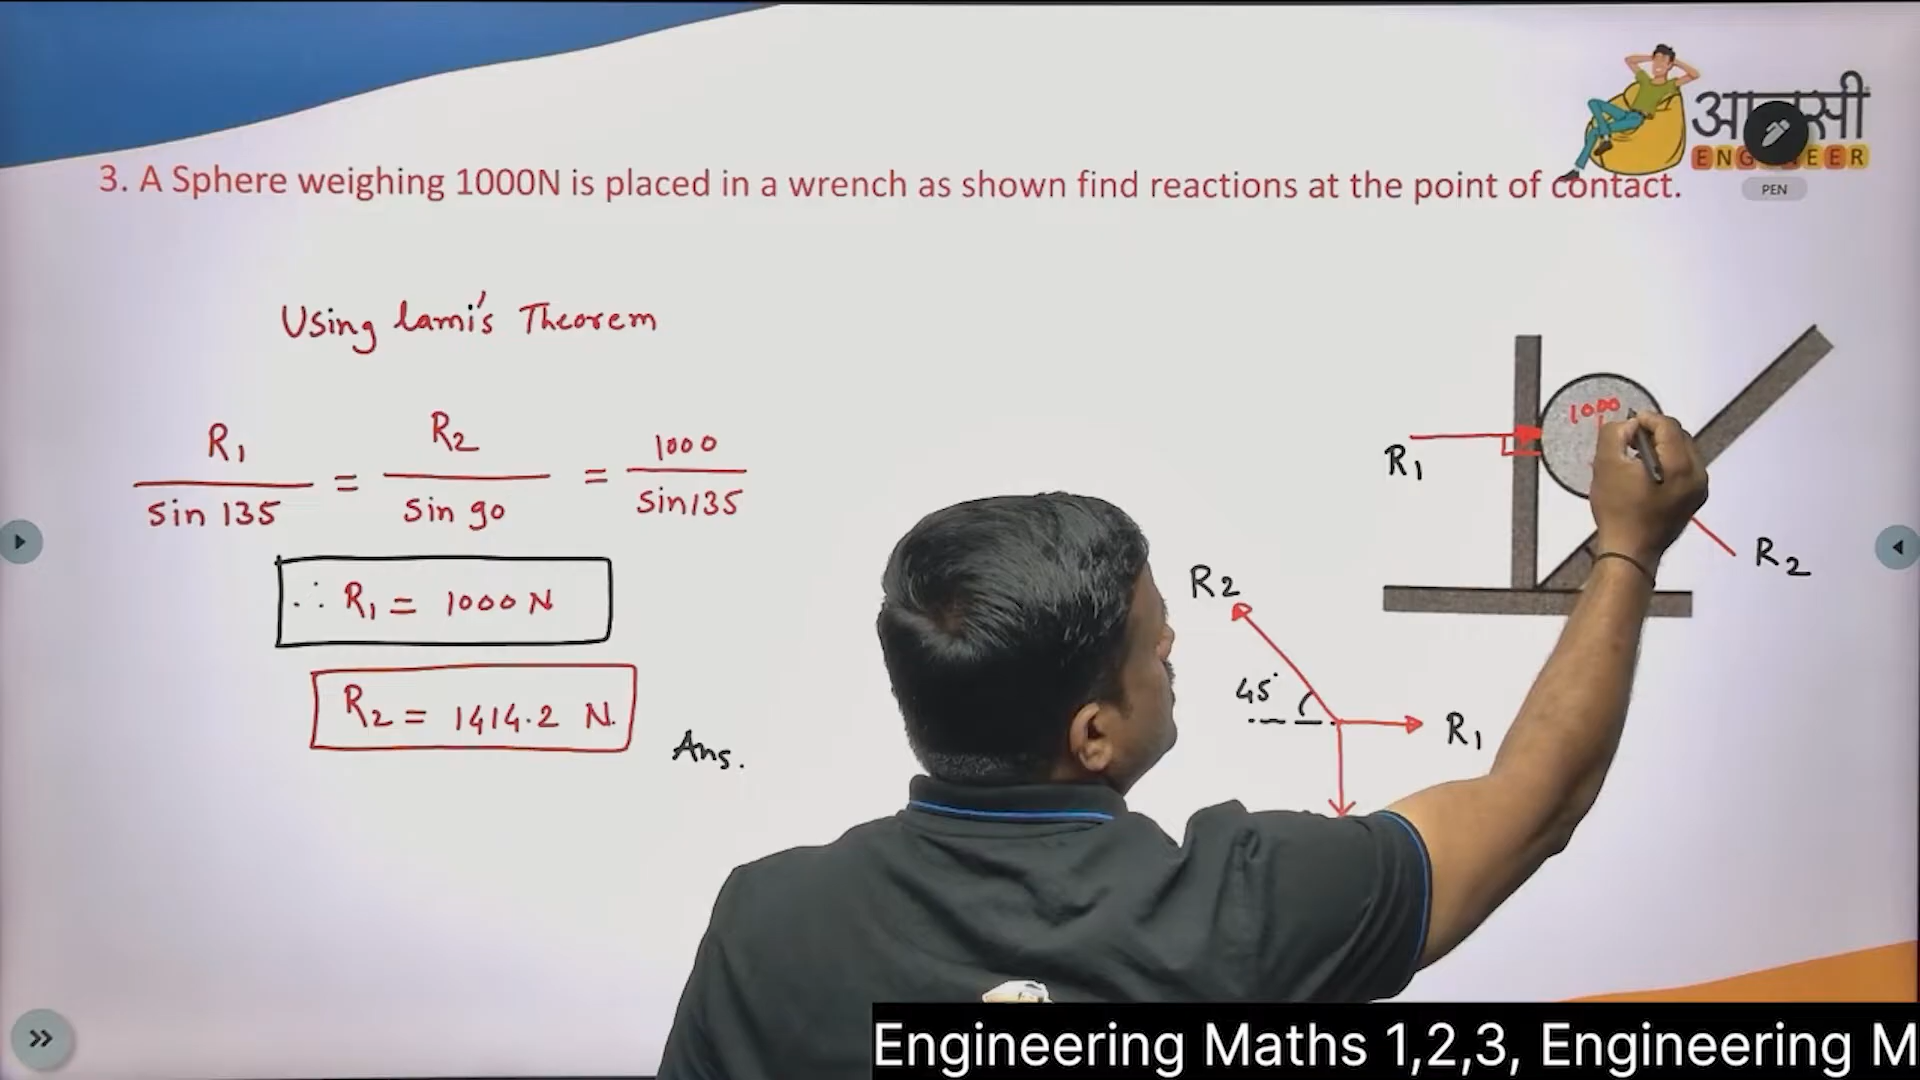 आलसी
ENGINEER
PEN
3. A Sphere weighing 1000N is placed in a wrench as shown find reactions at the point of contact.
Using lami's Theorem
R₁ / sin 135 = R₂ / sin 90 = 1000 / sin135
∴ R₁ = 1000 N
R₂ = 1414.2 N.
Ans.
1000
R₁
R₂
R₂
45°
R₁
Engineering Maths 1,2,3, Engineering M